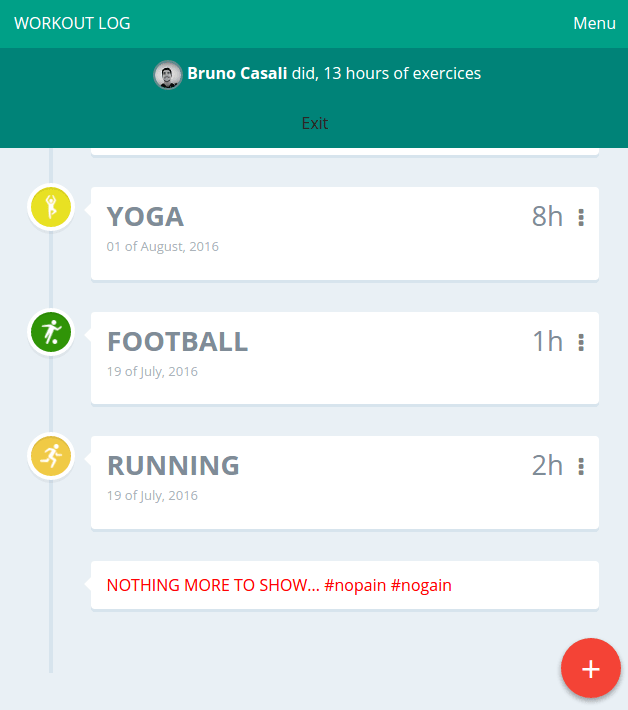 WORKOUT LOG Menu
Bruno Casali did, 13 hours of exercices
Exit
YOGA 8h
01 of August, 2016
FOOTBALL 1h
19 of July, 2016
RUNNING 2h
19 of July, 2016
NOTHING MORE TO SHOW... #nopain #nogain
+